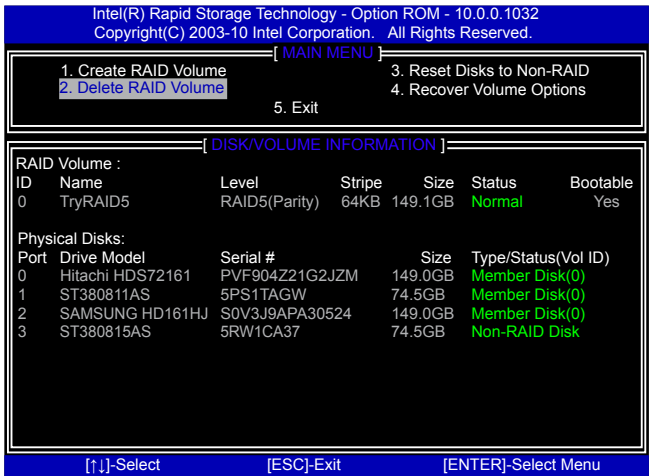 Intel(R) Rapid Storage Technology - Option ROM - 10.0.0.1032
Copyright(C) 2003-10 Intel Corporation. All Rights Reserved.
[ MAIN MENU ]
1. Create RAID Volume 3. Reset Disks to Non-RAID
2. Delete RAID Volume 4. Recover Volume Options
5. Exit
[ DISK/VOLUME INFORMATION ]
RAID Volume :
ID Name Level Stripe Size Status Bootable
0 TryRAID5 RAID5(Parity) 64KB 149.1GB Normal Yes
Physical Disks:
Port Drive Model Serial # Size Type/Status(Vol ID)
0 Hitachi HDS72161 PVF904Z21G2JZM 149.0GB Member Disk(0)
1 ST380811AS 5PS1TAGW 74.5GB Member Disk(0)
2 SAMSUNG HD161HJ S0V3J9APA30524 149.0GB Member Disk(0)
3 ST380815AS 5RW1CA37 74.5GB Non-RAID Disk
[↑↓]-Select [ESC]-Exit [ENTER]-Select Menu